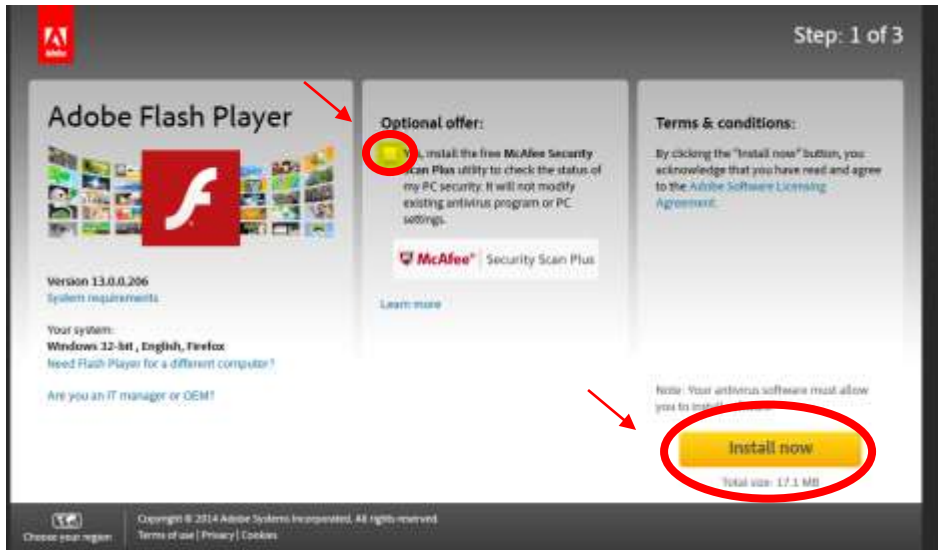 Adobe
Step: 1 of 3
Adobe Flash Player
Version 13.0.0.206
System requirements
Your system:
Windows 32-bit , English, Firefox
Need Flash Player for a different computer?
Are you an IT manager or OEM?
Optional offer:
, install the free McAfee Security
Scan Plus utility to check the status of
my PC security. It will not modify
existing antivirus program or PC
settings.
McAfee® Security Scan Plus
Learn more
Terms & conditions:
By clicking the "Install now" button, you
acknowledge that you have read and agree
to the Adobe Software Licensing
Agreement.
Note: Your antivirus software must allow
you to install
Install now
Total size: 17.1 MB
Choose your region
Copyright © 2014 Adobe Systems Incorporated. All rights reserved.
Terms of use | Privacy | Cookies